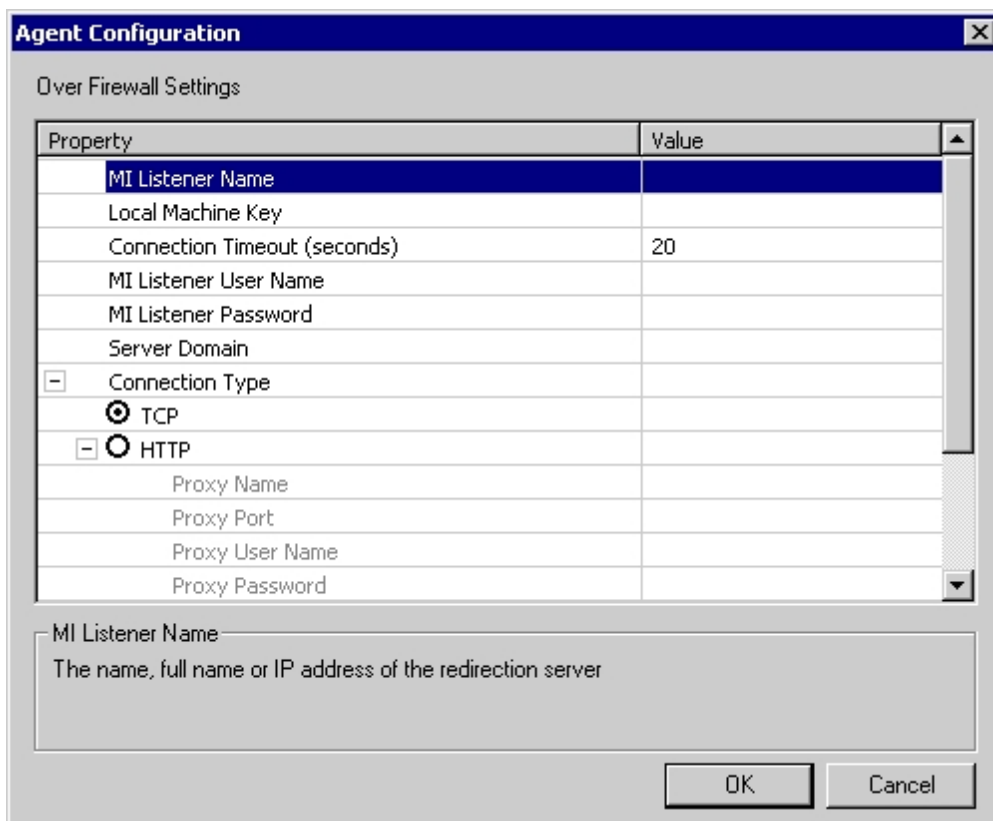 Agent Configuration
Over Firewall Settings
Property Value
MI Listener Name
Local Machine Key
Connection Timeout (seconds) 20
MI Listener User Name
MI Listener Password
Server Domain
Connection Type
TCP
HTTP
Proxy Name
Proxy Port
Proxy User Name
Proxy Password
MI Listener Name
The name, full name or IP address of the redirection server
OK Cancel